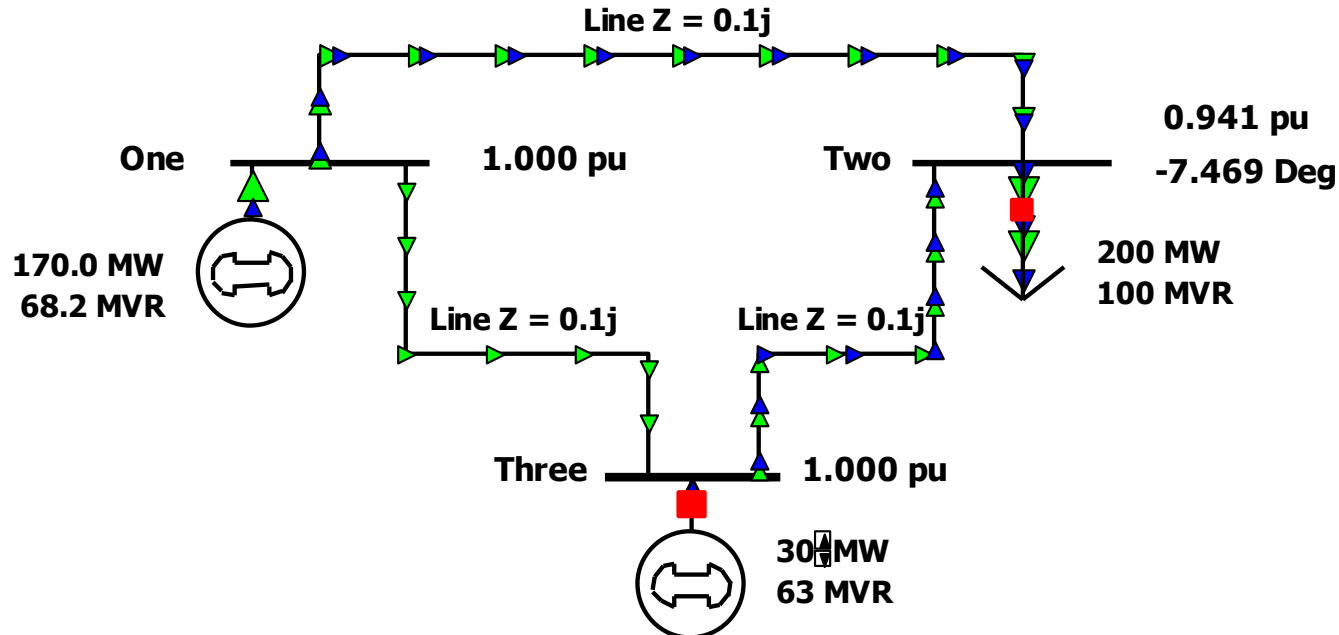 Line Z = 0.1j
0.941 pu
One
1.000 pu
Two
-7.469 Deg
170.0 MW
68.2 MVR
200 MW
100 MVR
Line Z = 0.1j
Line Z = 0.1j
Three
1.000 pu
30 MW
63 MVR